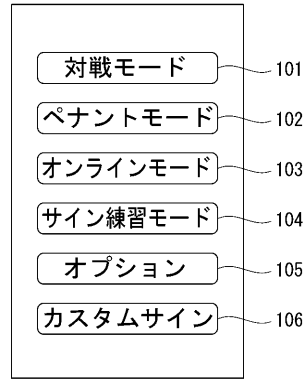 対戦モード 101
ペナントモード 102
オンラインモード 103
サイン練習モード 104
オプション 105
カスタムサイン 106